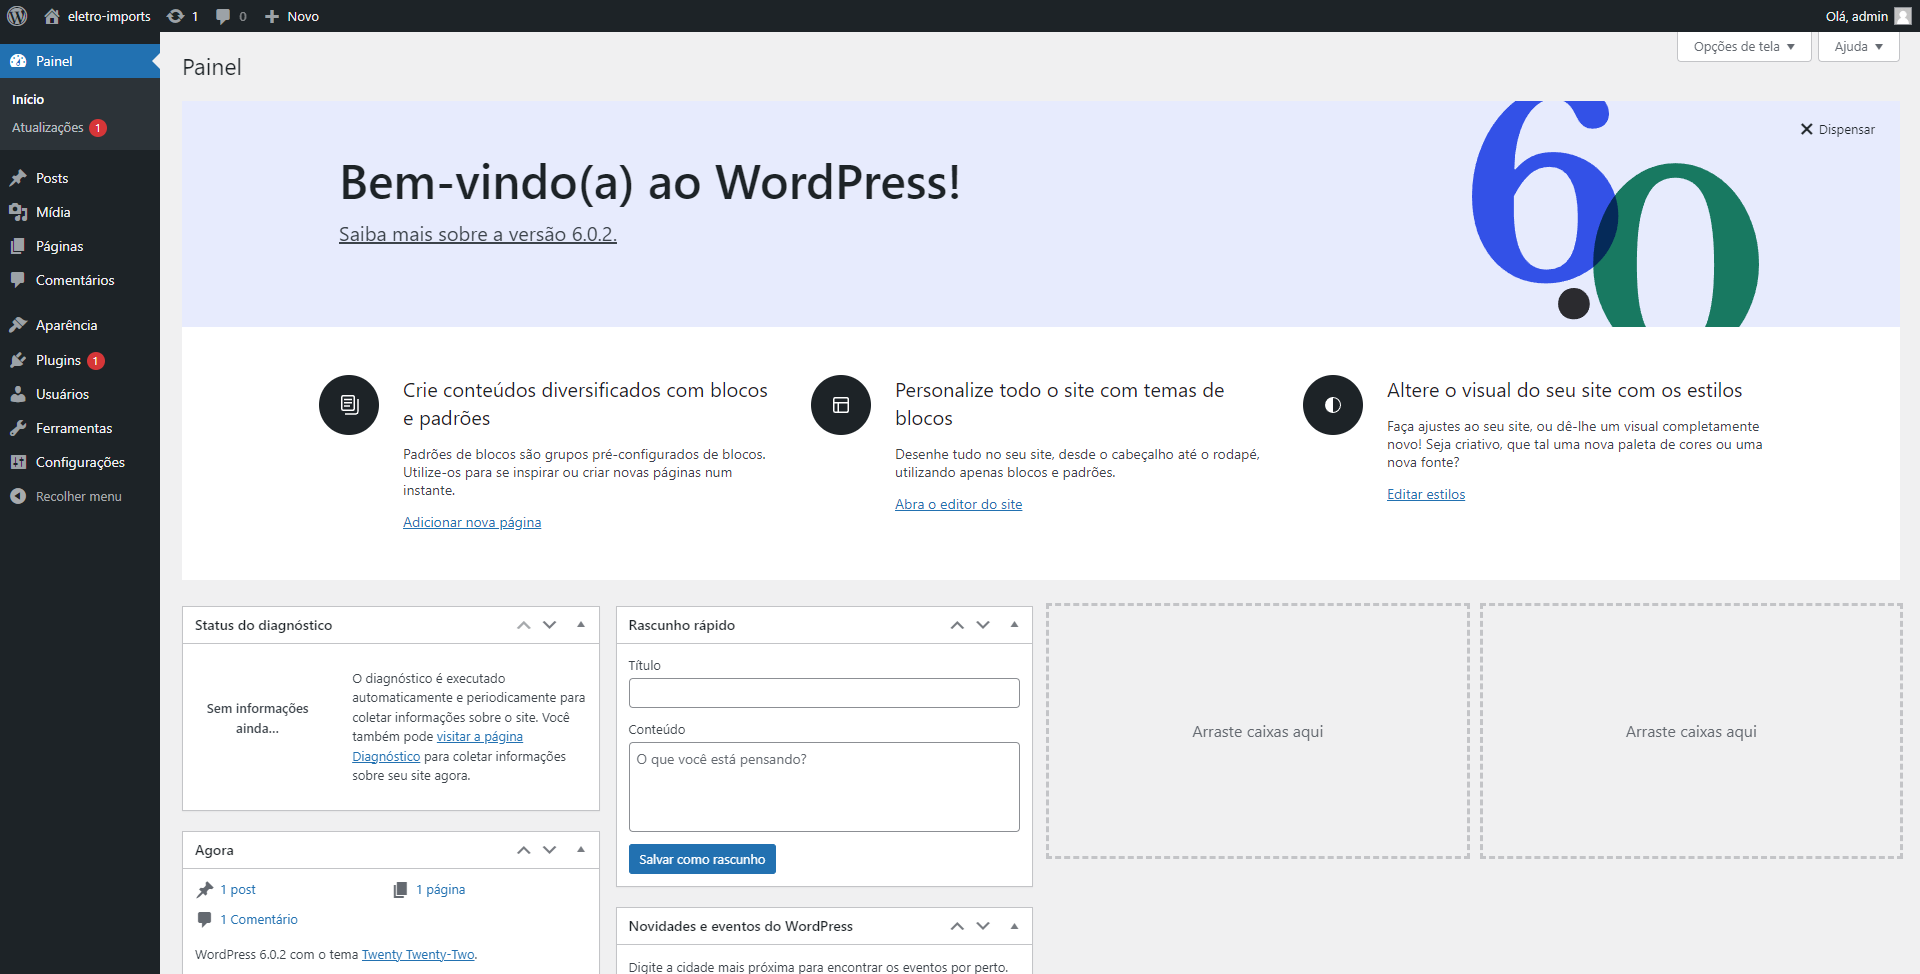 eletro-imports
1
0
Novo
Olá, admin
Painel
Início
Atualizações 1
Posts
Mídia
Páginas
Comentários
Aparência
Plugins 1
Usuários
Ferramentas
Configurações
Recolher menu
Opções de tela
Ajuda
Painel
Dispensar
6.0
Bem-vindo(a) ao WordPress!
Saiba mais sobre a versão 6.0.2.
Crie conteúdos diversificados com blocos
e padrões
Padrões de blocos são grupos pré-configurados de blocos.
Utilize-os para se inspirar ou criar novas páginas num
instante.
Adicionar nova página
Personalize todo o site com temas de
blocos
Desenhe tudo no seu site, desde o cabeçalho até o rodapé,
utilizando apenas blocos e padrões.
Abra o editor do site
Altere o visual do seu site com os estilos
Faça ajustes ao seu site, ou dê-lhe um visual completamente
novo! Seja criativo, que tal uma nova paleta de cores ou uma
nova fonte?
Editar estilos
Status do diagnóstico
Sem informações
ainda...
O diagnóstico é executado
automaticamente e periodicamente para
coletar informações sobre o site. Você
também pode visitar a página
Diagnóstico para coletar informações
sobre seu site agora.
Agora
1 post
1 página
1 Comentário
WordPress 6.0.2 com o tema Twenty Twenty-Two.
Rascunho rápido
Título
Conteúdo
O que você está pensando?
Salvar como rascunho
Novidades e eventos do WordPress
Digite a cidade mais próxima para encontrar os eventos por perto.
Arraste caixas aqui
Arraste caixas aqui